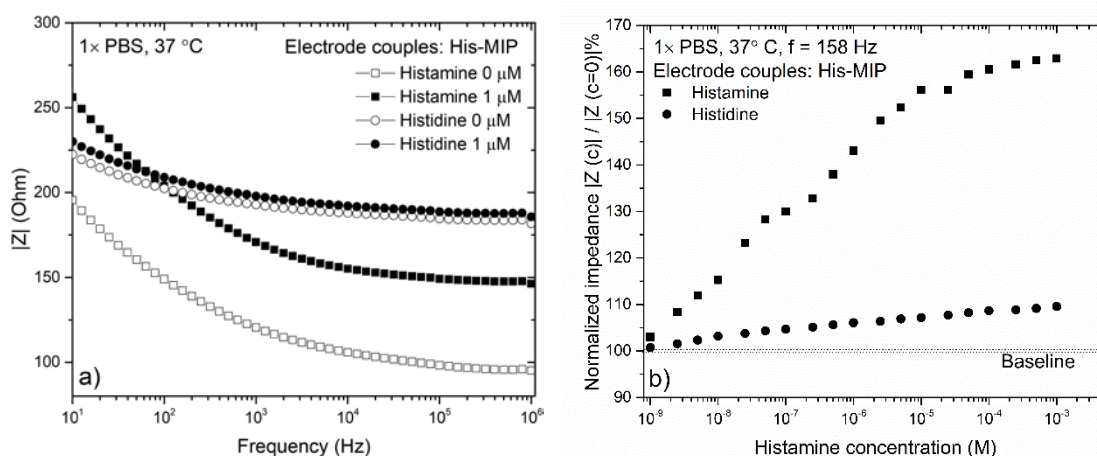 1× PBS, 37 °C
Electrode couples: His-MIP
Histamine 0 μM
Histamine 1 μM
Histidine 0 μM
Histidine 1 μM
300
250
200
150
100
|Z| (Ohm)
a)
10¹ 10² 10³ 10⁴ 10⁵ 10⁶
Frequency (Hz)
1× PBS, 37° C, f = 158 Hz
Electrode couples: His-MIP
Histamine
Histidine
170
160
150
140
130
120
110
100
90
Normalized impedance |Z (c)| / |Z (c=0)|%
Baseline
b)
10⁻⁹ 10⁻⁸ 10⁻⁷ 10⁻⁶ 10⁻⁵ 10⁻⁴ 10⁻³
Histamine concentration (M)